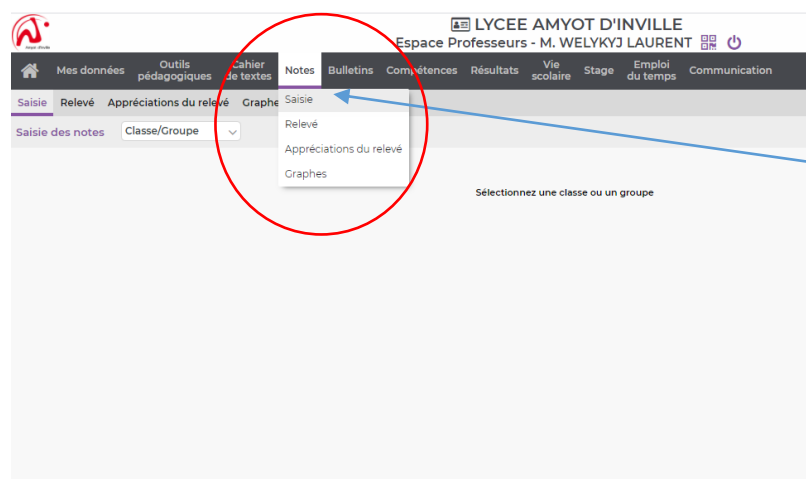 LYCEE AMYOT D'INVILLE
Espace Professeurs - M. WELYKYJ LAURENT
Mes données Outils pédagogiques Cahier de textes Notes Bulletins Compétences Résultats Vie scolaire Stage Emploi du temps Communication
Saisie Relevé Appréciations du relevé Graphe
Saisie des notes Classe/Groupe
Saisie
Relevé
Appréciations du relevé
Graphes
Sélectionnez une classe ou un groupe